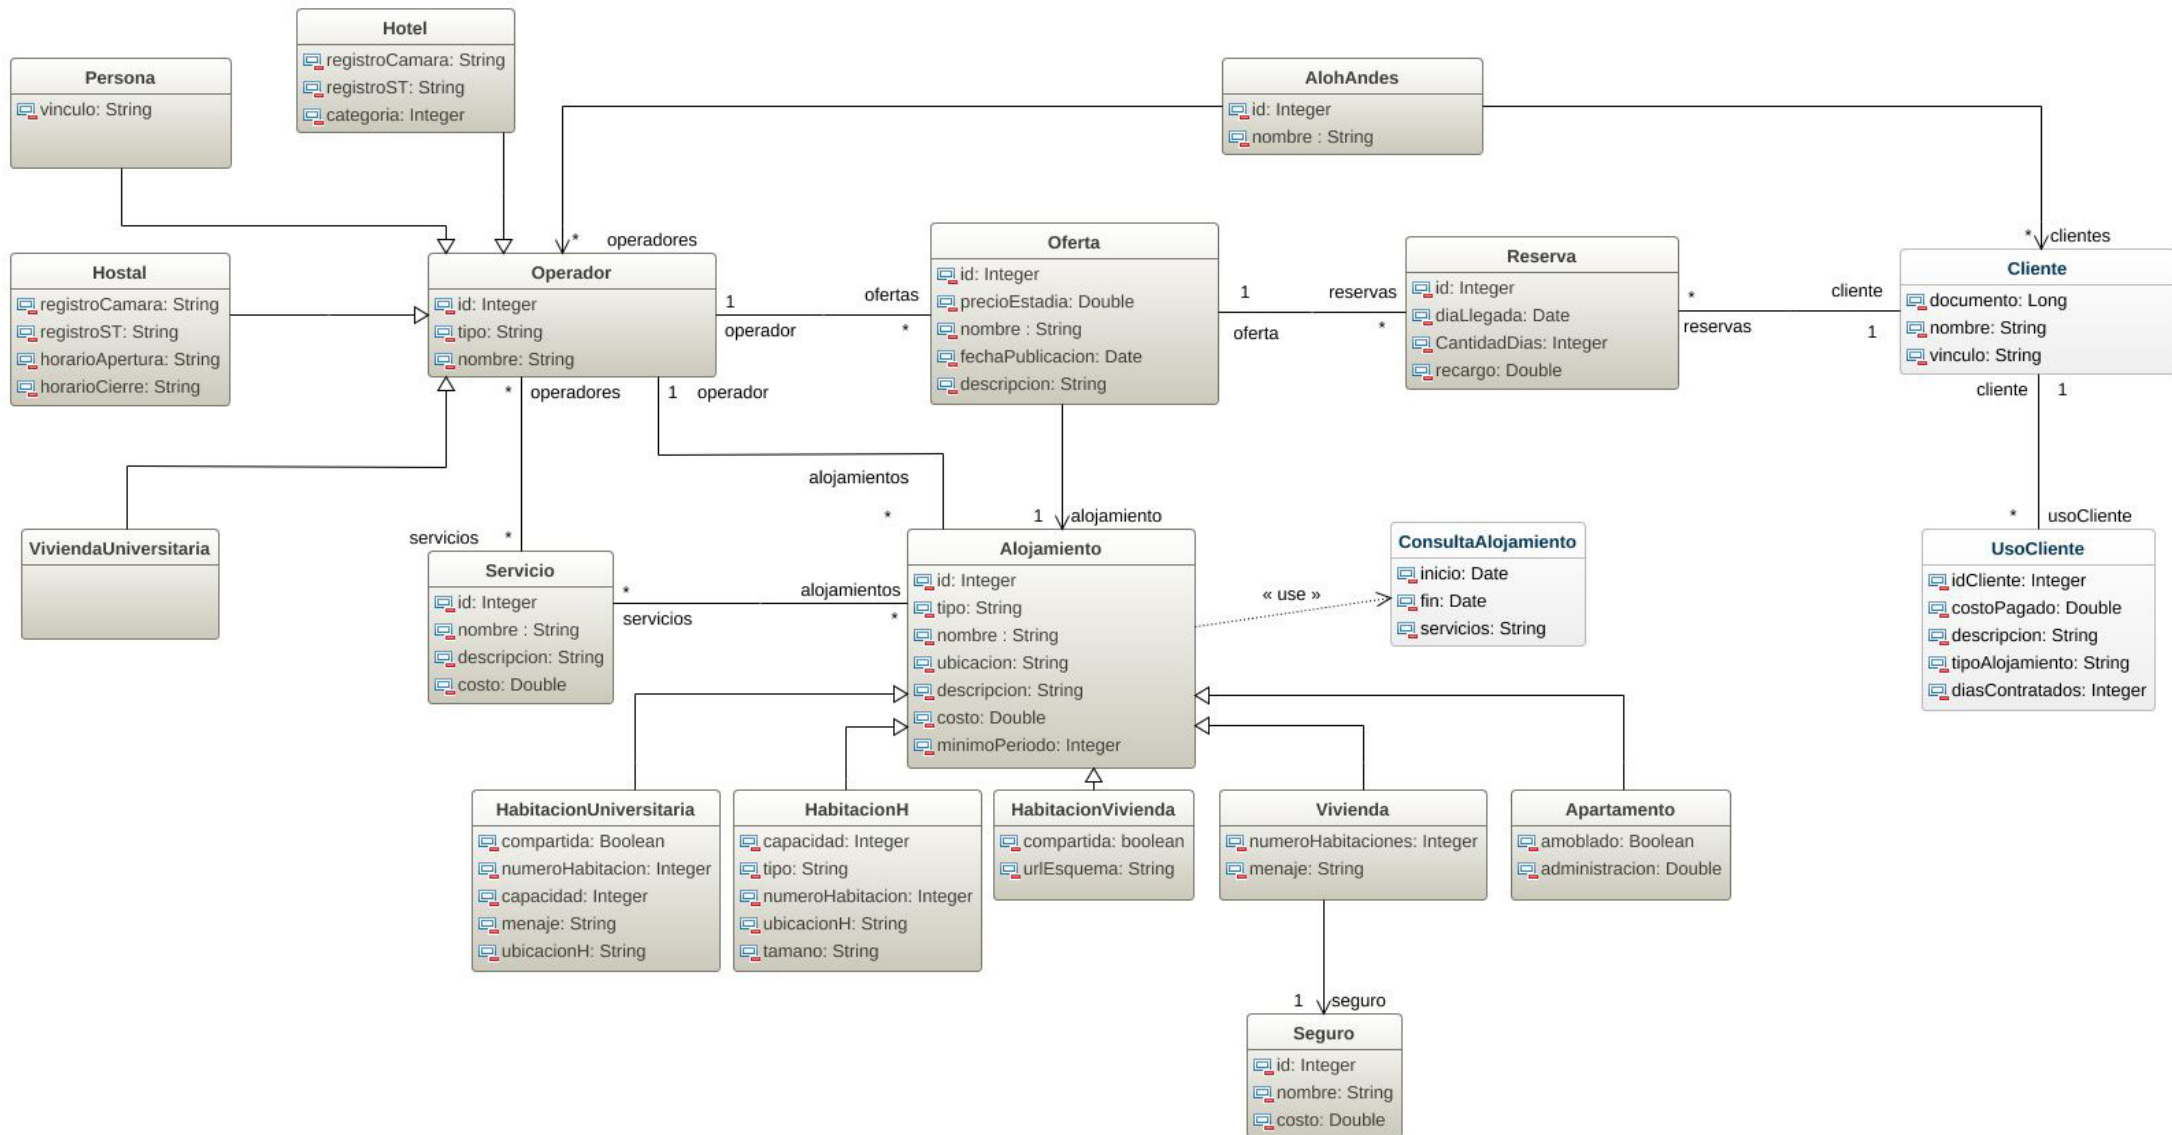 Hotel
registroCamara: String
registroST: String
categoria: Integer
Persona
vinculo: String
AlohAndes
id: Integer
nombre : String
* operadores
* clientes
Hostal
registroCamara: String
registroST: String
horarioApertura: String
horarioCierre: String
Operador
id: Integer
tipo: String
nombre: String
1
operador
ofertas
*
Oferta
id: Integer
precioEstadia: Double
nombre : String
fechaPublicacion: Date
descripcion: String
1
oferta
reservas
*
Reserva
id: Integer
diaLlegada: Date
CantidadDias: Integer
recargo: Double
*
reservas
cliente
1
Cliente
documento: Long
nombre: String
vinculo: String
* operadores
1 operador
cliente 1
alojamientos
*
1 alojamiento
* usoCliente
servicios *
ViviendaUniversitaria
Servicio
id: Integer
nombre : String
descripcion: String
costo: Double
*
servicios
alojamientos
*
Alojamiento
id: Integer
tipo: String
nombre : String
ubicacion: String
descripcion: String
costo: Double
minimoPeriodo: Integer
« use »
ConsultaAlojamiento
inicio: Date
fin: Date
servicios: String
UsoCliente
idCliente: Integer
costoPagado: Double
descripcion: String
tipoAlojamiento: String
diasContratados: Integer
HabitacionUniversitaria
compartida: Boolean
numeroHabitacion: Integer
capacidad: Integer
menaje: String
ubicacionH: String
HabitacionH
capacidad: Integer
tipo: String
numeroHabitacion: Integer
ubicacionH: String
tamano: String
HabitacionVivienda
compartida: boolean
urlEsquema: String
Vivienda
numeroHabitaciones: Integer
menaje: String
Apartamento
amoblado: Boolean
administracion: Double
1 seguro
Seguro
id: Integer
nombre: String
costo: Double